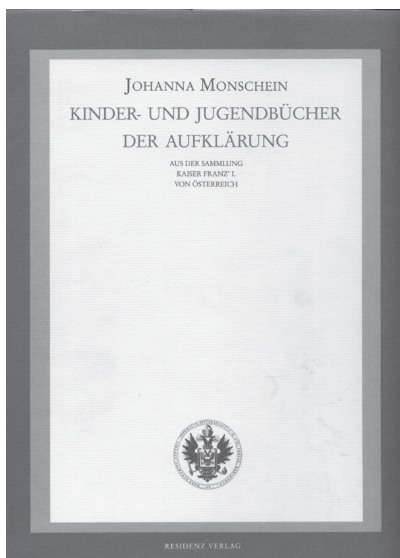 JOHANNA MONSCHEIN
KINDER- UND JUGENDBÜCHER
DER AUFKLÄRUNG
AUS DER SAMMLUNG
KAISER FRANZ' I.
VON ÖSTERREICH
RESIDENZ VERLAG